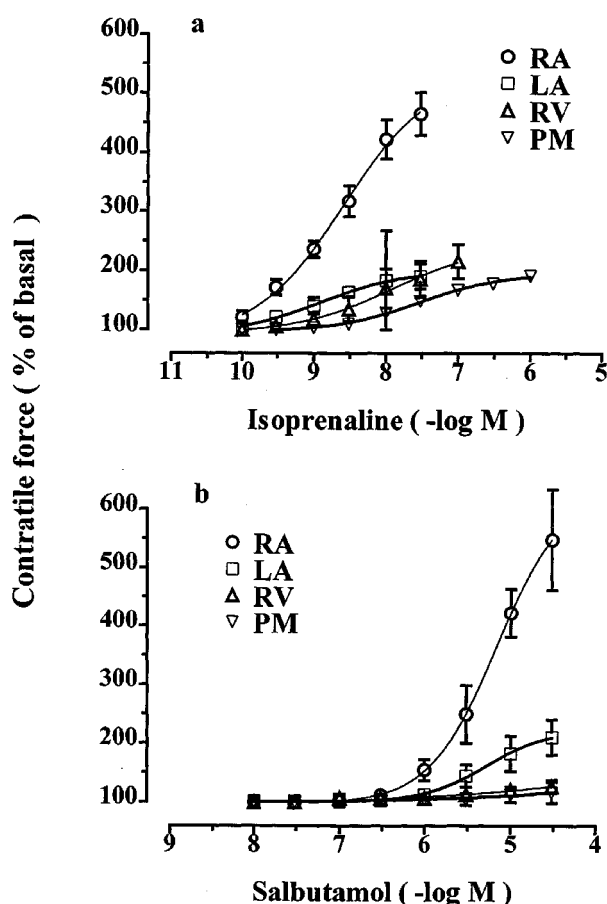 Contratile force ( % of basal )
a
600
500
400
300
200
100
RA
LA
RV
PM
11 10 9 8 7 6 5
Isoprenaline ( -log M )
b
600
500
400
300
200
100
RA
LA
RV
PM
9 8 7 6 5 4
Salbutamol ( -log M )